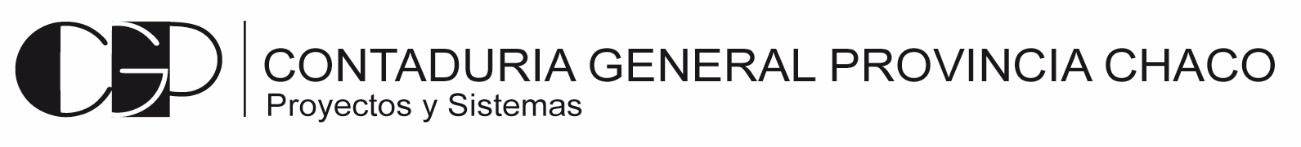 CGP
CONTADURIA GENERAL PROVINCIA CHACO
Proyectos y Sistemas